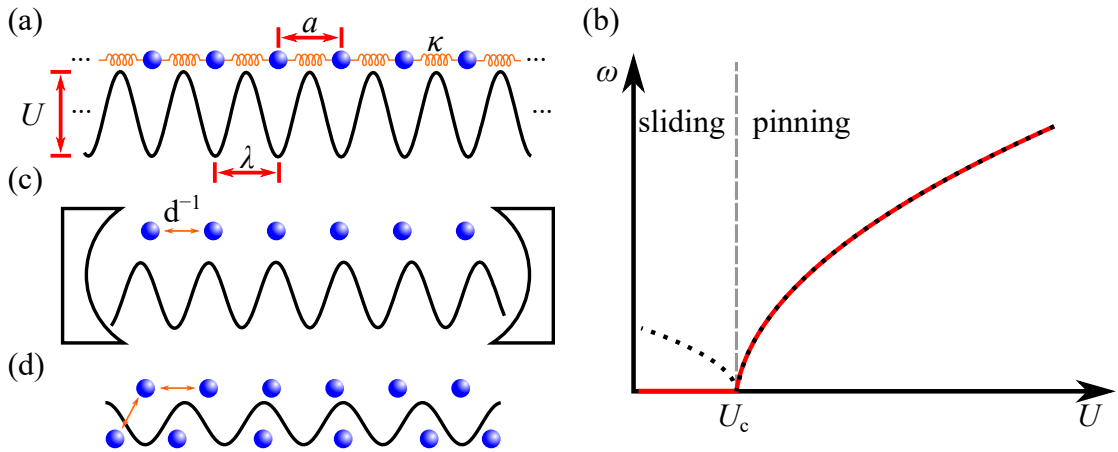 (a)
a
κ
... ...
U
... ...
λ
(b)
ω
sliding pinning
U_c
U
(c)
d⁻¹
(d)